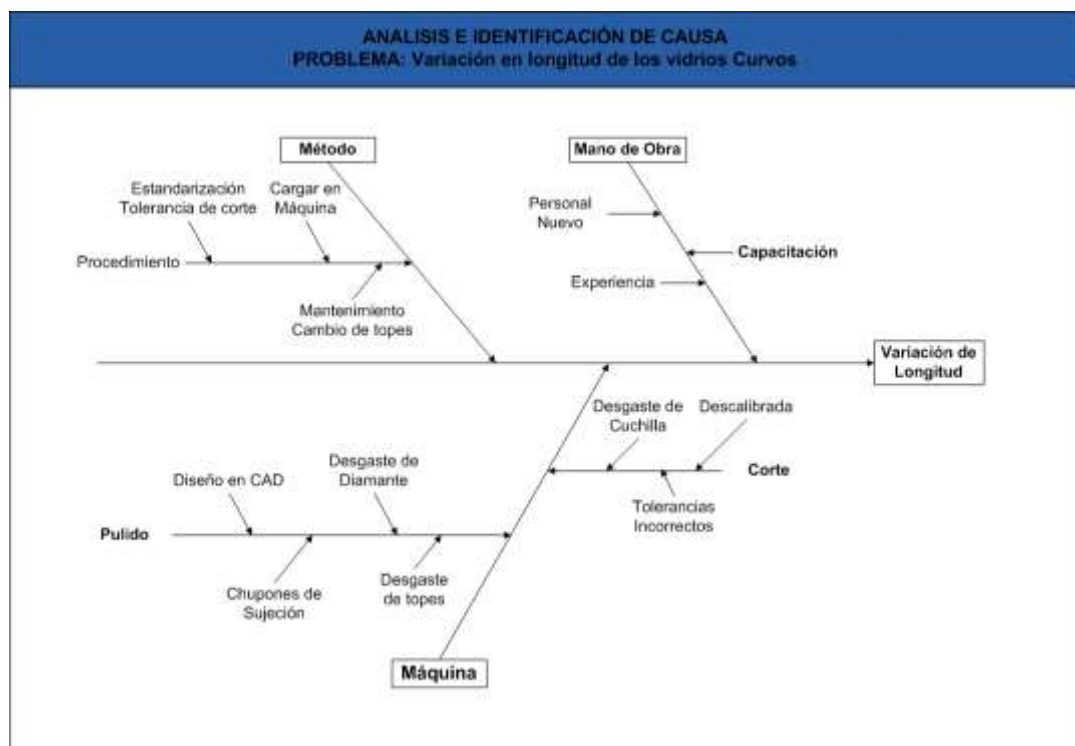 ANALISIS E IDENTIFICACIÓN DE CAUSA
PROBLEMA: Variación en longitud de los vidrios Curvos
Método
Mano de Obra
Estandarización
Tolerancia de corte
Cargar en
Máquina
Personal
Nuevo
Procedimiento
Capacitación
Experiencia
Mantenimiento
Cambio de topes
Variación de
Longitud
Desgaste de
Cuchilla
Descalibrada
Diseño en CAD
Desgaste de
Diamante
Corte
Tolerancias
Incorrectos
Pulido
Chupones de
Sujeción
Desgaste
de topes
Máquina